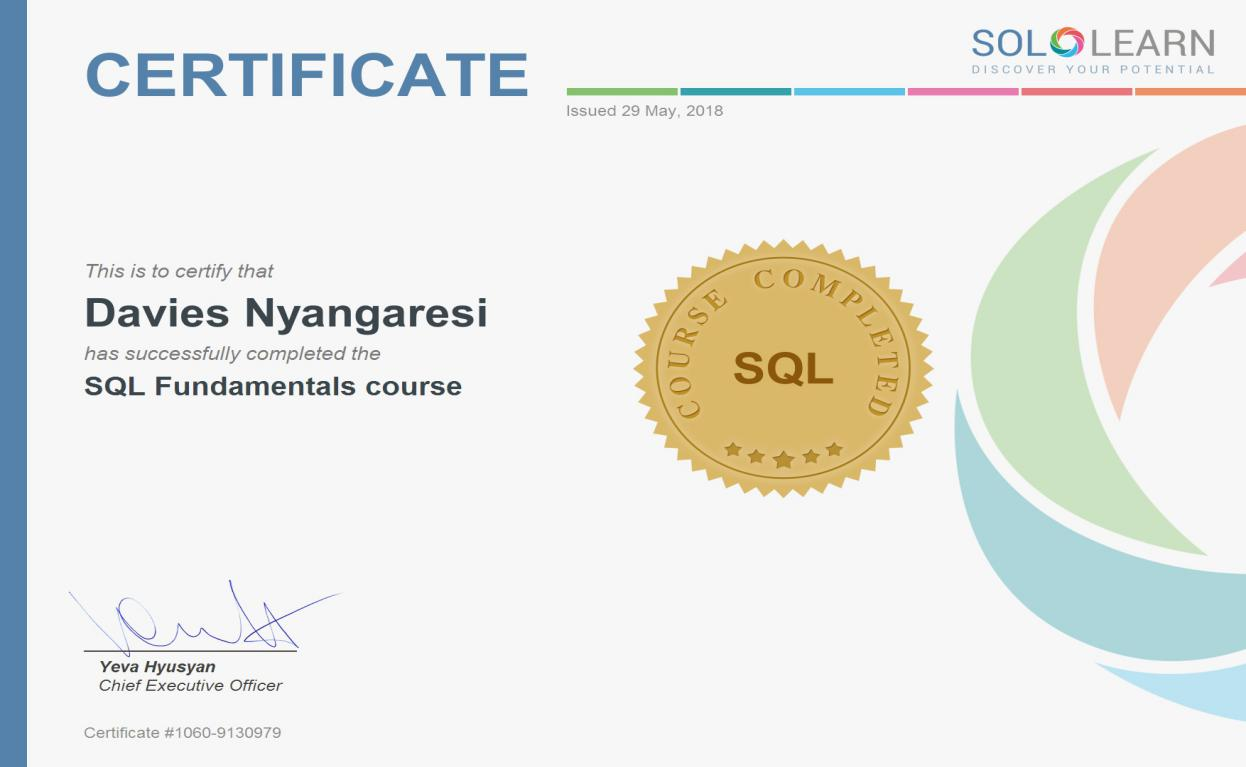 CERTIFICATE
SOLOLEARN
DISCOVER YOUR POTENTIAL
Issued 29 May, 2018
This is to certify that
Davies Nyangaresi
has successfully completed the
SQL Fundamentals course
COURSE COMPLETED
SQL
Yeva Hyusyan
Chief Executive Officer
Certificate #1060-9130979